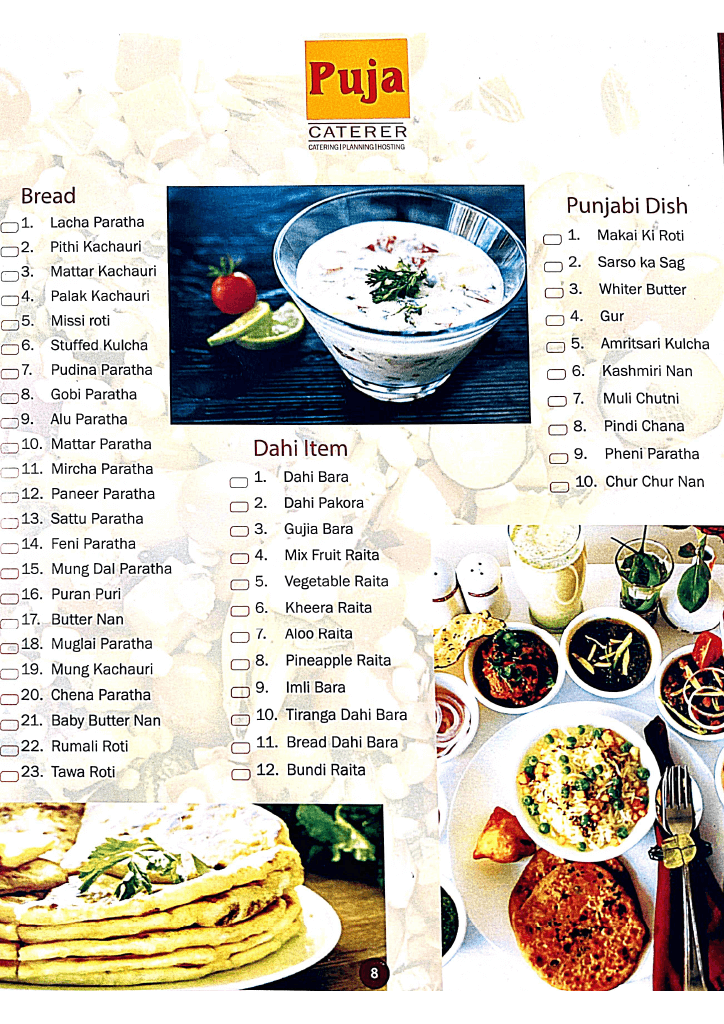 Puja
CATERER
CATERING|PLANNING|HOSTING
Bread
1. Lacha Paratha
2. Pithi Kachauri
3. Mattar Kachauri
4. Palak Kachauri
5. Missi roti
6. Stuffed Kulcha
7. Pudina Paratha
8. Gobi Paratha
9. Alu Paratha
10. Mattar Paratha
11. Mircha Paratha
12. Paneer Paratha
13. Sattu Paratha
14. Feni Paratha
15. Mung Dal Paratha
16. Puran Puri
17. Butter Nan
18. Muglai Paratha
19. Mung Kachauri
20. Chena Paratha
21. Baby Butter Nan
22. Rumali Roti
23. Tawa Roti
Dahi Item
1. Dahi Bara
2. Dahi Pakora
3. Gujia Bara
4. Mix Fruit Raita
5. Vegetable Raita
6. Kheera Raita
7. Aloo Raita
8. Pineapple Raita
9. Imli Bara
10. Tiranga Dahi Bara
11. Bread Dahi Bara
12. Bundi Raita
Punjabi Dish
1. Makai Ki Roti
2. Sarso ka Sag
3. Whiter Butter
4. Gur
5. Amritsari Kulcha
6. Kashmiri Nan
7. Muli Chutni
8. Pindi Chana
9. Pheni Paratha
10. Chur Chur Nan
8